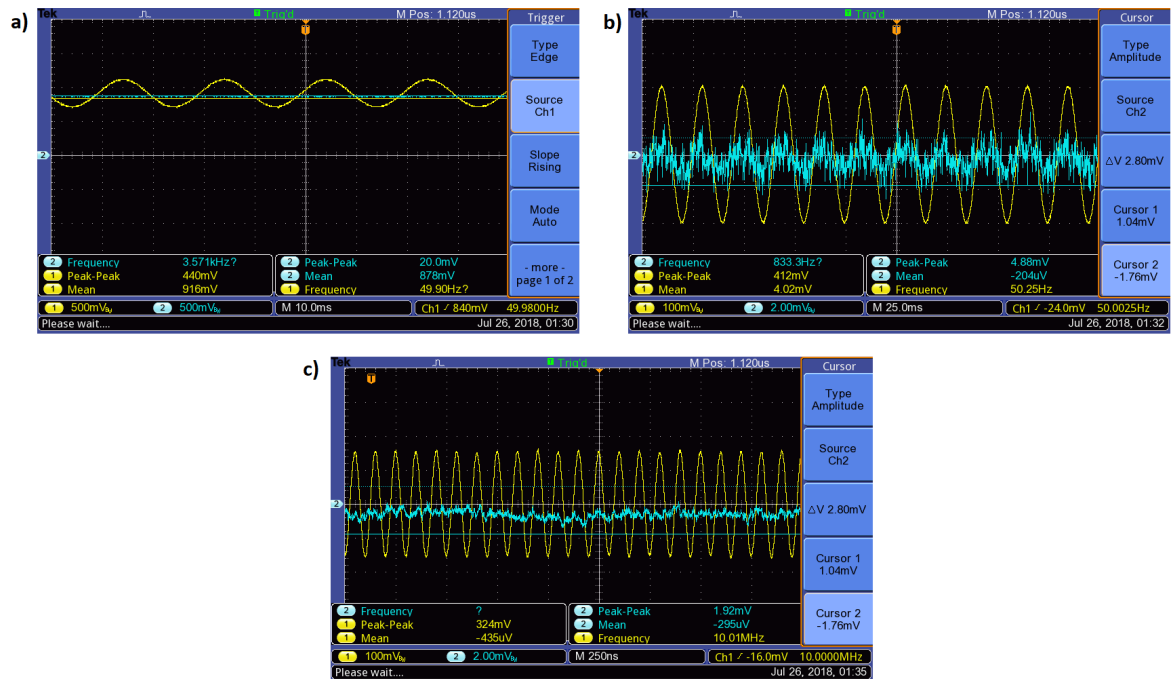 a)
Tek Trig'd M Pos: 1.120us
Trigger
Type
Edge
Source
Ch1
Slope
Rising
Mode
Auto
- more -
page 1 of 2
T
2
2 Frequency 3.571kHz?
1 Peak-Peak 440mV
1 Mean 916mV
2 Peak-Peak 20.0mV
2 Mean 878mV
1 Frequency 49.90Hz?
1 500mVBW 2 500mVBW M 10.0ms Ch1 / 840mV 49.9800Hz
Please wait.... Jul 26, 2018, 01:30
b)
Tek Trig'd M Pos: 1.120us
Cursor
Type
Amplitude
Source
Ch2
△V 2.80mV
Cursor 1
1.04mV
Cursor 2
-1.76mV
T
2
2 Frequency 833.3Hz?
1 Peak-Peak 412mV
1 Mean 4.02mV
2 Peak-Peak 4.88mV
2 Mean -204uV
1 Frequency 50.25Hz
1 100mVBW 2 2.00mVBW M 25.0ms Ch1 / -24.0mV 50.0025Hz
Please wait.... Jul 26, 2018, 01:32
c)
Tek Trig'd M Pos: 1.120us
Cursor
Type
Amplitude
Source
Ch2
△V 2.80mV
Cursor 1
1.04mV
Cursor 2
-1.76mV
T
2
2 Frequency ?
1 Peak-Peak 324mV
1 Mean -435uV
2 Peak-Peak 1.92mV
2 Mean -295uV
1 Frequency 10.01MHz
1 100mVBW 2 2.00mVBW M 250ns Ch1 / -16.0mV 10.0000MHz
Please wait.... Jul 26, 2018, 01:35